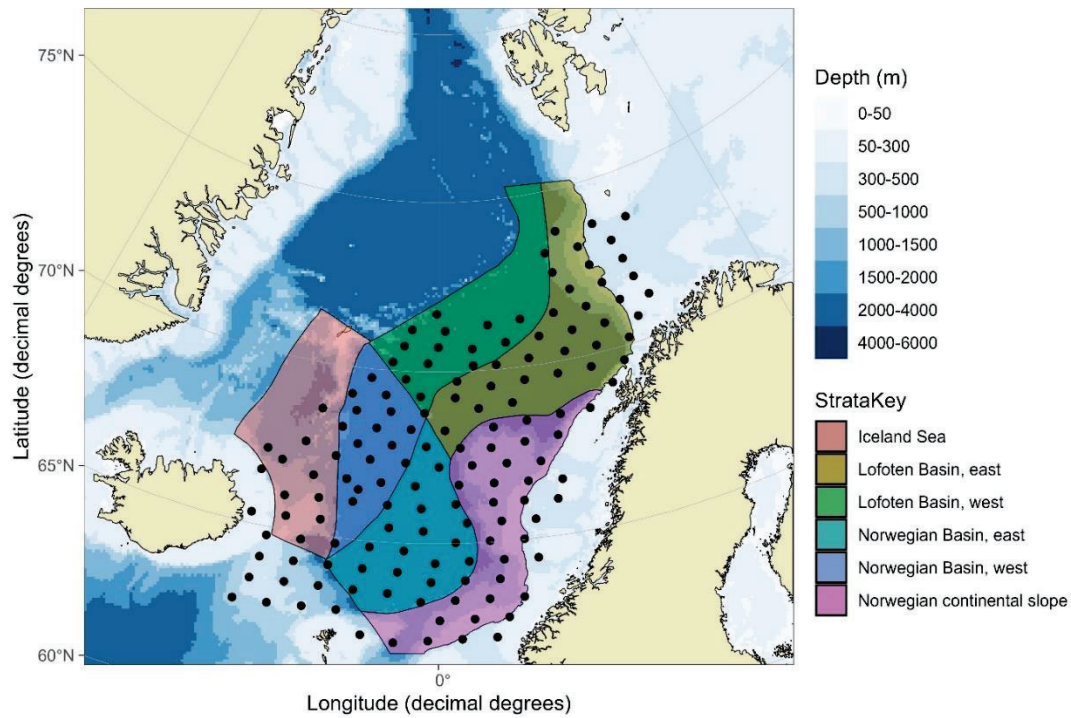 75°N
70°N
65°N
60°N
Latitude (decimal degrees)
0°
Longitude (decimal degrees)
Depth (m)
0-50
50-300
300-500
500-1000
1000-1500
1500-2000
2000-4000
4000-6000
StrataKey
Iceland Sea
Lofoten Basin, east
Lofoten Basin, west
Norwegian Basin, east
Norwegian Basin, west
Norwegian continental slope